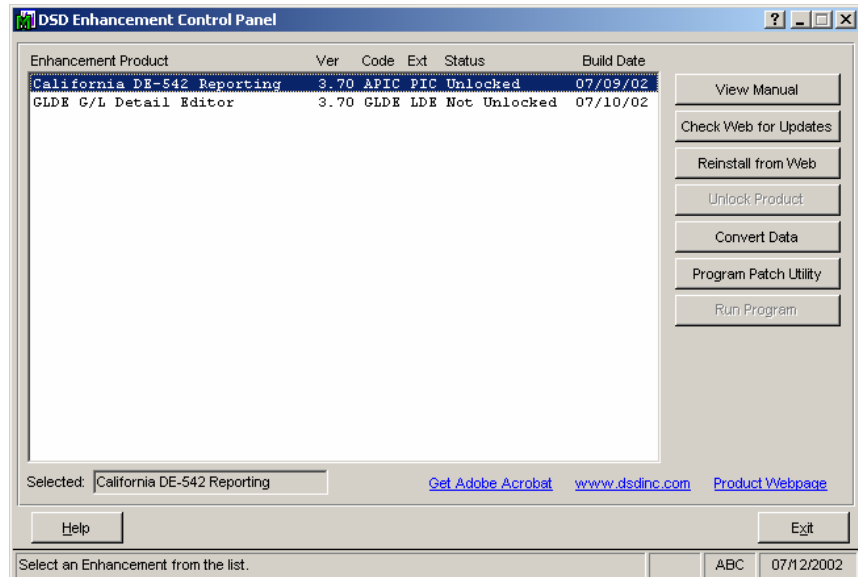 DSD Enhancement Control Panel
Enhancement Product Ver Code Ext Status Build Date
California DE-542 Reporting 3.70 APIC PIC Unlocked 07/09/02
GLDE G/L Detail Editor 3.70 GLDE LDE Not Unlocked 07/10/02
View Manual
Check Web for Updates
Reinstall from Web
Unlock Product
Convert Data
Program Patch Utility
Run Program
Selected: California DE-542 Reporting Get Adobe Acrobat www.dsdinc.com Product Webpage
Help Exit
Select an Enhancement from the list. ABC 07/12/2002